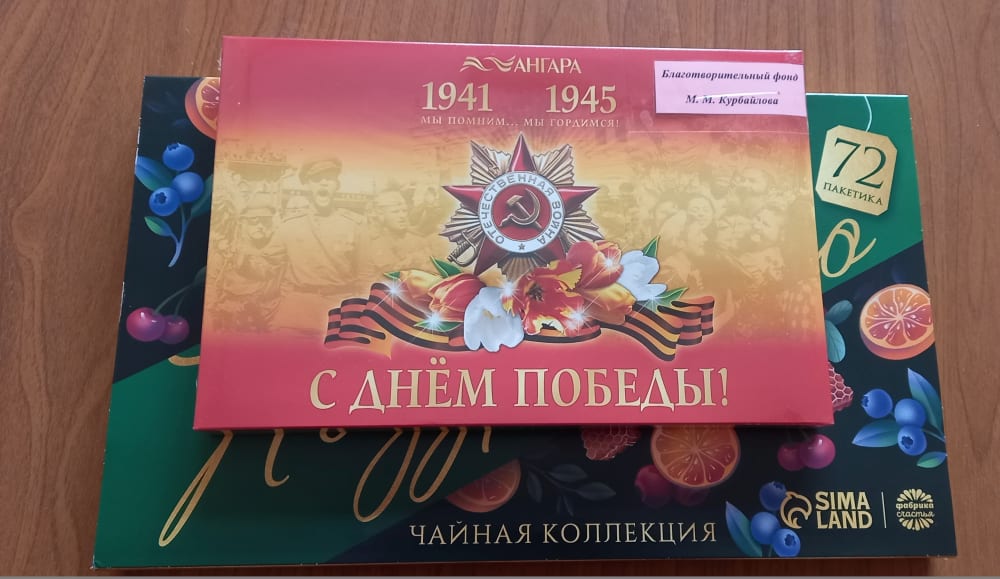 АНГАРА
1941 1945
МЫ ПОМНИМ... МЫ ГОРДИМСЯ!
Благотворительный фонд
М. М. Курбайлова
ОТЕЧЕСТВЕННАЯ ВОЙНА
С ДНЁМ ПОБЕДЫ!
72
ПАКЕТИКА
ЧАЙНАЯ КОЛЛЕКЦИЯ
SIMA
LAND
фабрика
счастья